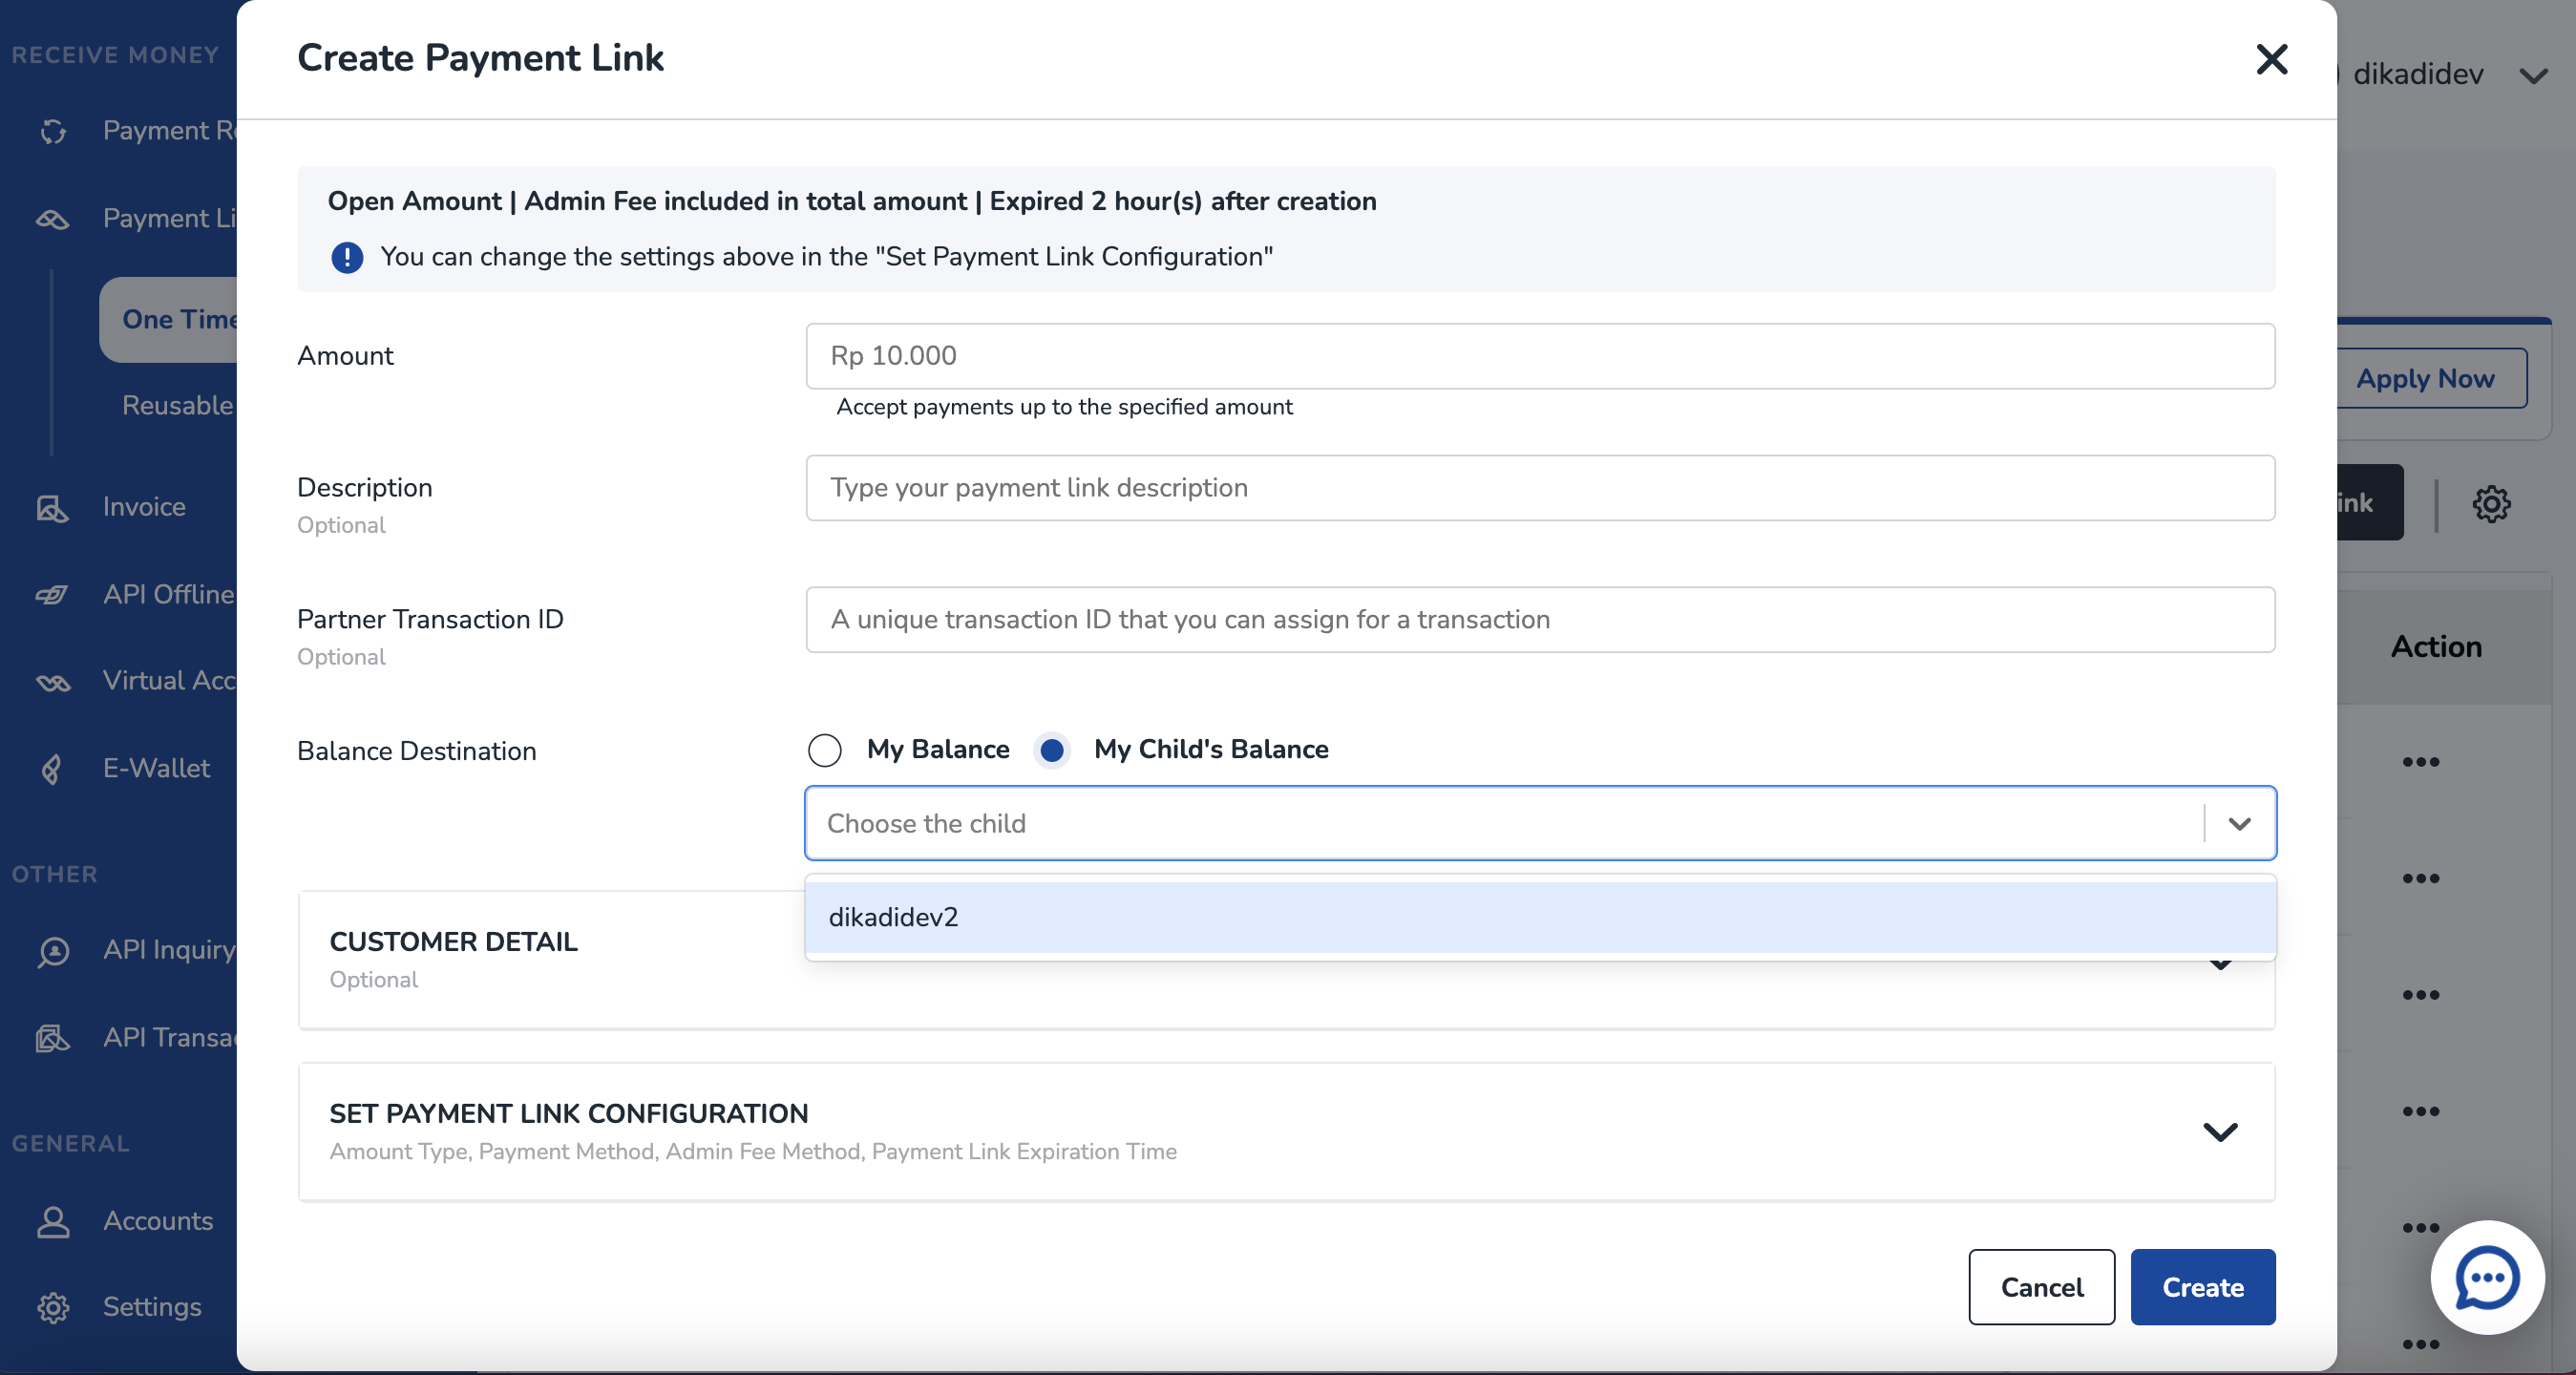 RECEIVE MONEY
Payment Re
Payment Li
One Time
Reusable
Invoice
API Offline
Virtual Acc
E-Wallet
OTHER
API Inquiry
API Transac
GENERAL
Accounts
Settings
Create Payment Link
Open Amount | Admin Fee included in total amount | Expired 2 hour(s) after creation
You can change the settings above in the "Set Payment Link Configuration"
Amount
Rp 10.000
Accept payments up to the specified amount
Description
Optional
Type your payment link description
Partner Transaction ID
Optional
A unique transaction ID that you can assign for a transaction
Balance Destination
My Balance
My Child's Balance
Choose the child
dikadidev2
CUSTOMER DETAIL
Optional
SET PAYMENT LINK CONFIGURATION
Amount Type, Payment Method, Admin Fee Method, Payment Link Expiration Time
Cancel
Create
dikadidev
Apply Now
ink
Action